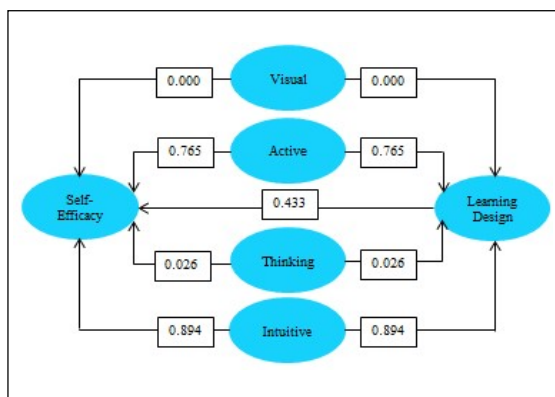 Visual
0.000
0.000
Active
0.765
0.765
Self-
Efficacy
0.433
Learning
Design
Thinking
0.026
0.026
Intuitive
0.894
0.894